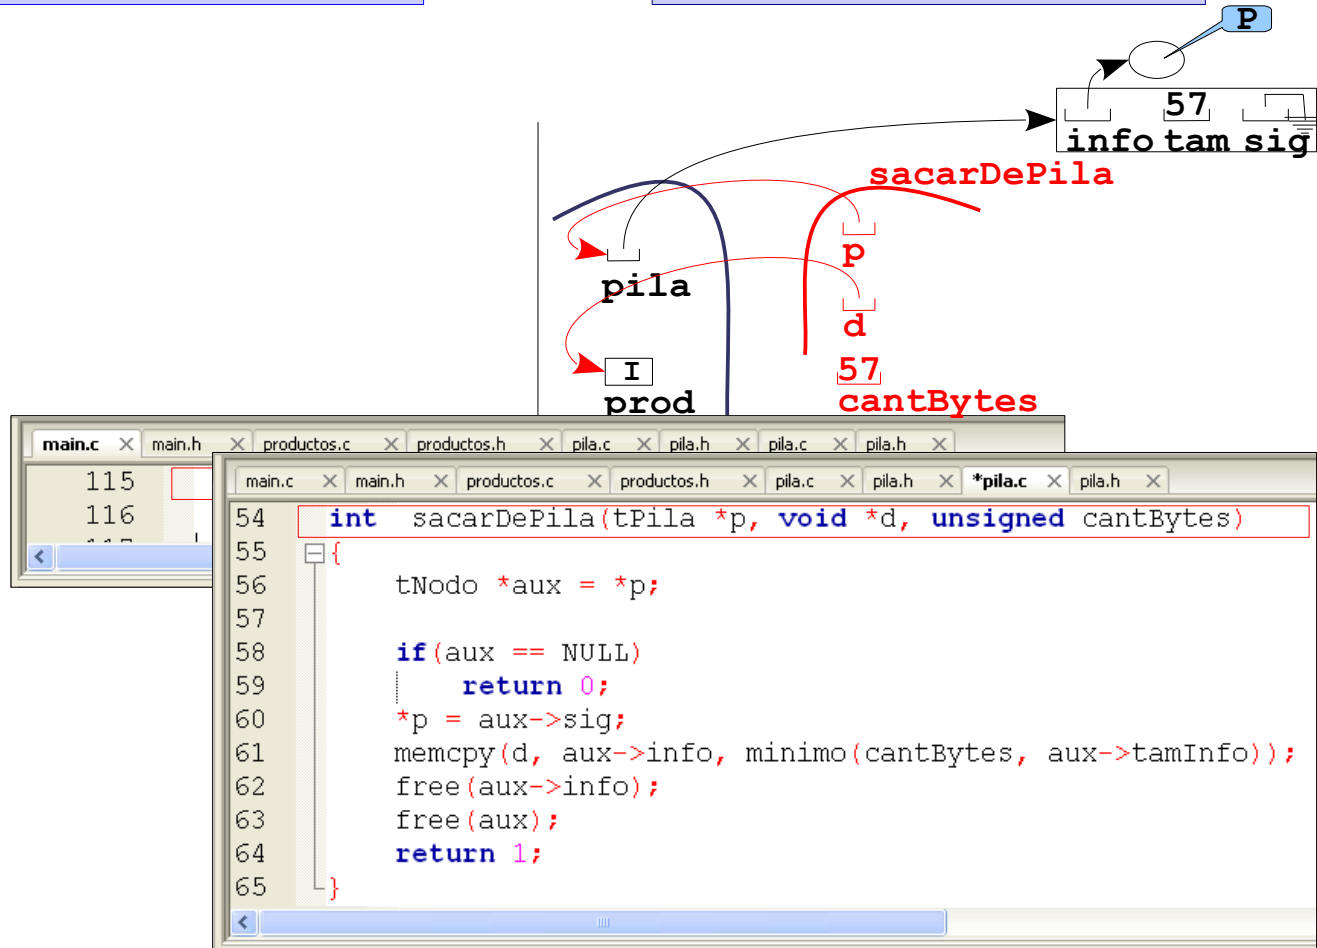 P
57
info tam sig
sacarDePila
p
pila
d
I
57
prod
cantBytes
main.c main.h productos.c productos.h pila.c pila.h pila.c pila.h
115
116
main.c main.h productos.c productos.h pila.c pila.h *pila.c pila.h
54 int sacarDePila(tPila *p, void *d, unsigned cantBytes)
55 {
56 tNodo *aux = *p;
57
58 if(aux == NULL)
59 return 0;
60 *p = aux->sig;
61 memcpy(d, aux->info, minimo(cantBytes, aux->tamInfo));
62 free(aux->info);
63 free(aux);
64 return 1;
65 }